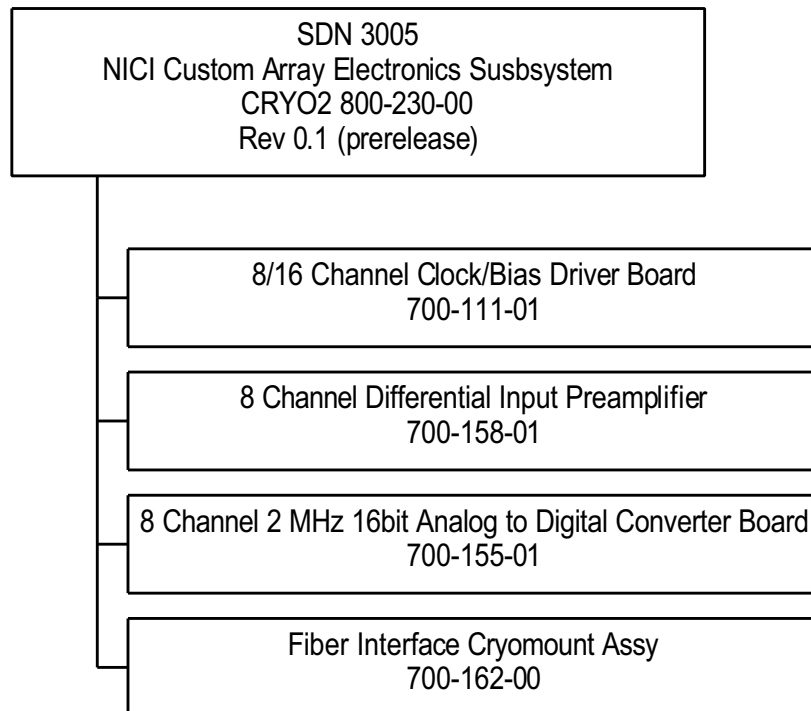 SDN 3005
NICI Custom Array Electronics Susbsystem
CRYO2 800-230-00
Rev 0.1 (prerelease)
8/16 Channel Clock/Bias Driver Board
700-111-01
8 Channel Differential Input Preamplifier
700-158-01
8 Channel 2 MHz 16bit Analog to Digital Converter Board
700-155-01
Fiber Interface Cryomount Assy
700-162-00